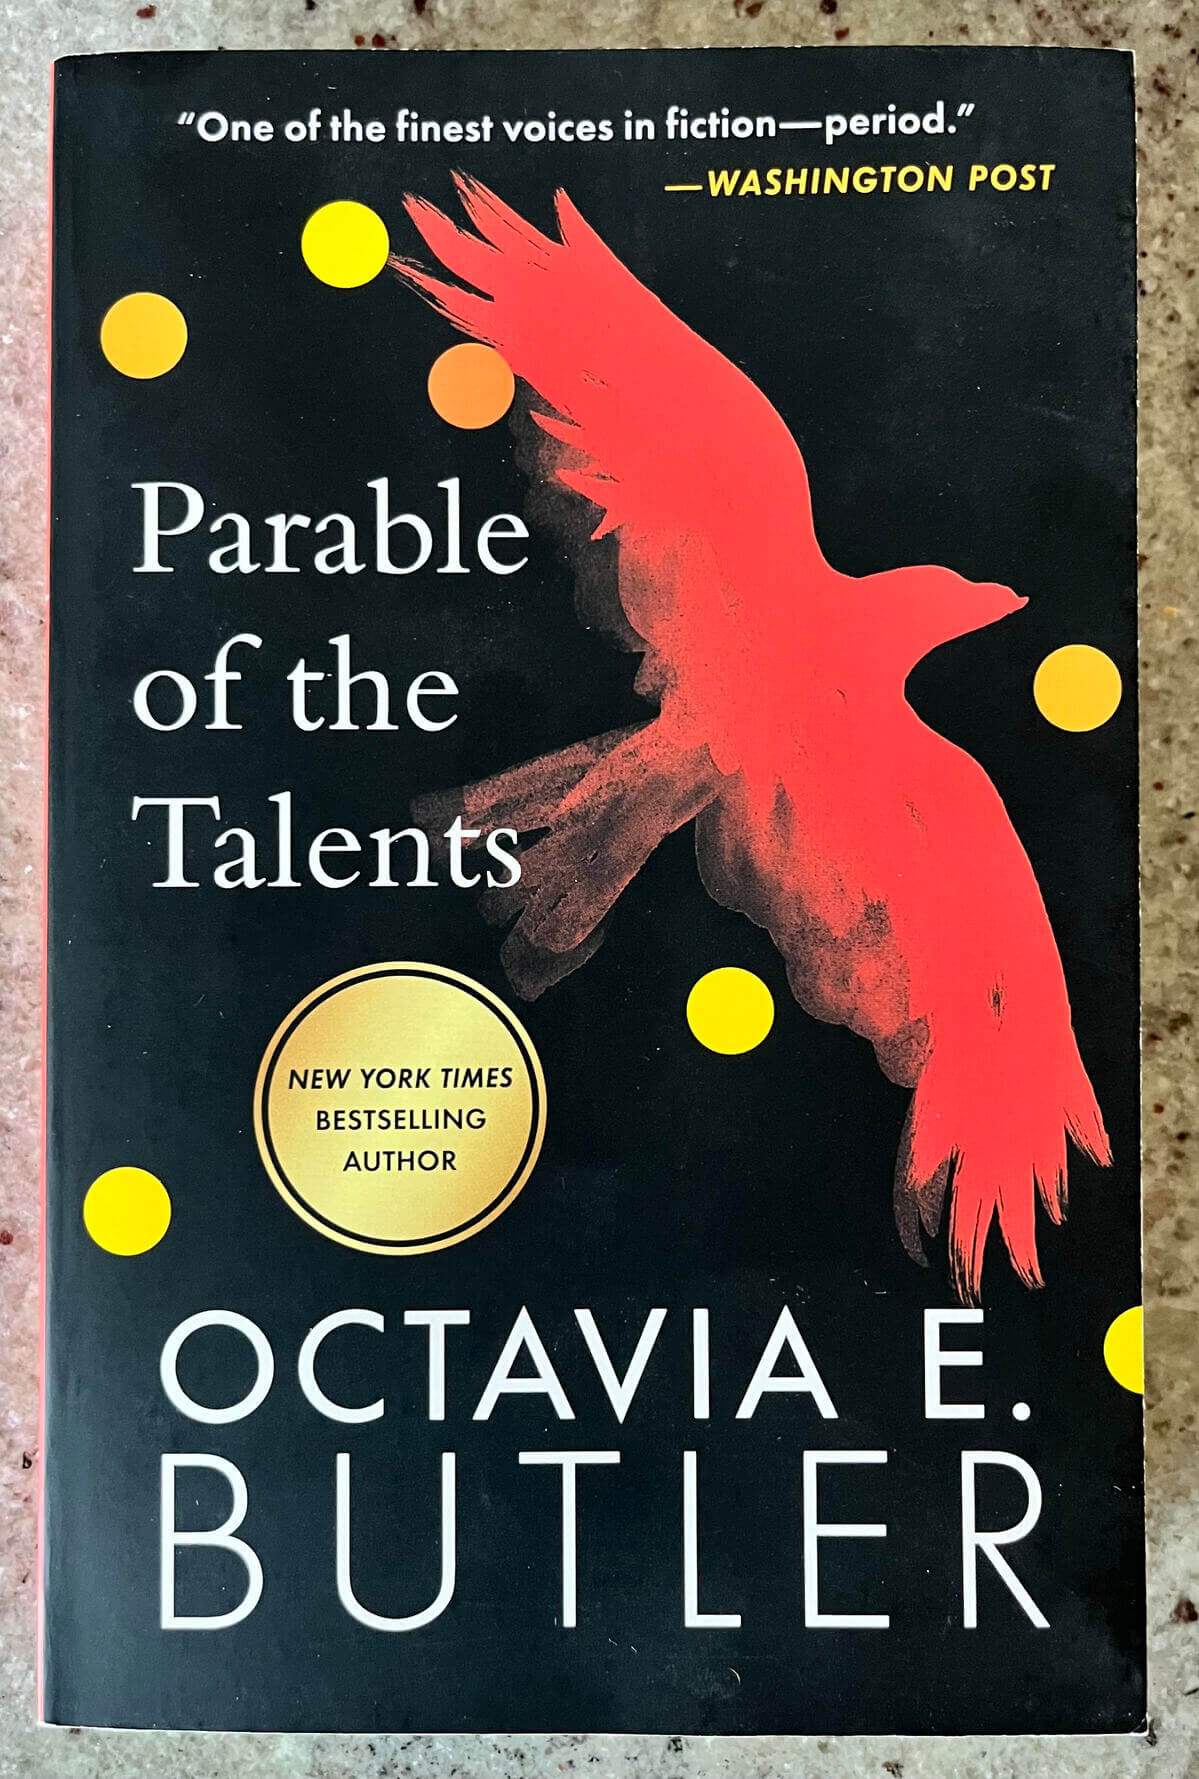 “One of the finest voices in fiction—period.”
—WASHINGTON POST
Parable
of the
Talents
NEW YORK TIMES
BESTSELLING
AUTHOR
OCTAVIA E.
BUTLER